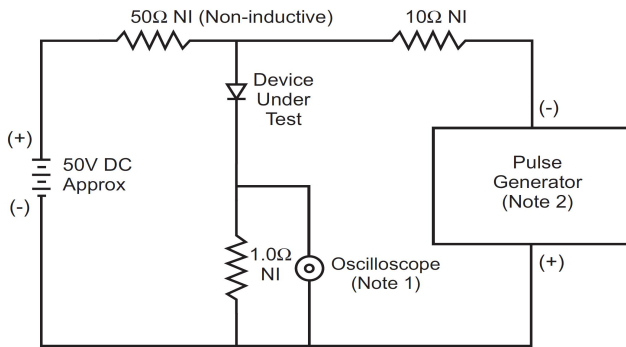 50Ω NI (Non-inductive)
10Ω NI
Device
Under
Test
(-)
(+)
50V DC
Approx
(-)
Pulse
Generator
(Note 2)
1.0Ω
NI
Oscilloscope
(Note 1)
(+)